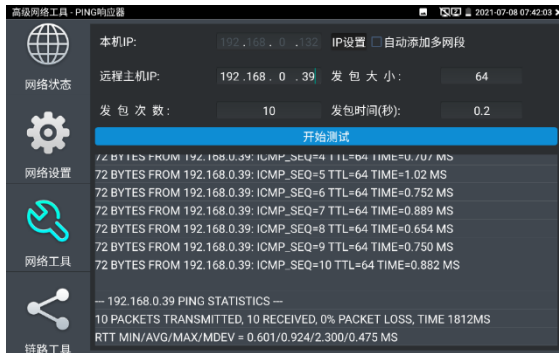 高级网络工具 - PING响应器
2021-07-08 07:42:03
网络状态
网络设置
网络工具
链路工具
本机IP: 192 .168 . 0 .132 IP设置 自动添加多网段
远程主机IP: 192 .168 . 0 .39 发 包 大 小 : 64
发 包 次 数 : 10 发包时间(秒): 0.2
开始测试
72 BYTES FROM 192.168.0.39: ICMP_SEQ=4 TTL=64 TIME=0.707 MS
72 BYTES FROM 192.168.0.39: ICMP_SEQ=5 TTL=64 TIME=1.02 MS
72 BYTES FROM 192.168.0.39: ICMP_SEQ=6 TTL=64 TIME=0.752 MS
72 BYTES FROM 192.168.0.39: ICMP_SEQ=7 TTL=64 TIME=0.889 MS
72 BYTES FROM 192.168.0.39: ICMP_SEQ=8 TTL=64 TIME=0.654 MS
72 BYTES FROM 192.168.0.39: ICMP_SEQ=9 TTL=64 TIME=0.750 MS
72 BYTES FROM 192.168.0.39: ICMP_SEQ=10 TTL=64 TIME=0.882 MS
--- 192.168.0.39 PING STATISTICS ---
10 PACKETS TRANSMITTED, 10 RECEIVED, 0% PACKET LOSS, TIME 1812MS
RTT MIN/AVG/MAX/MDEV = 0.601/0.924/2.300/0.475 MS